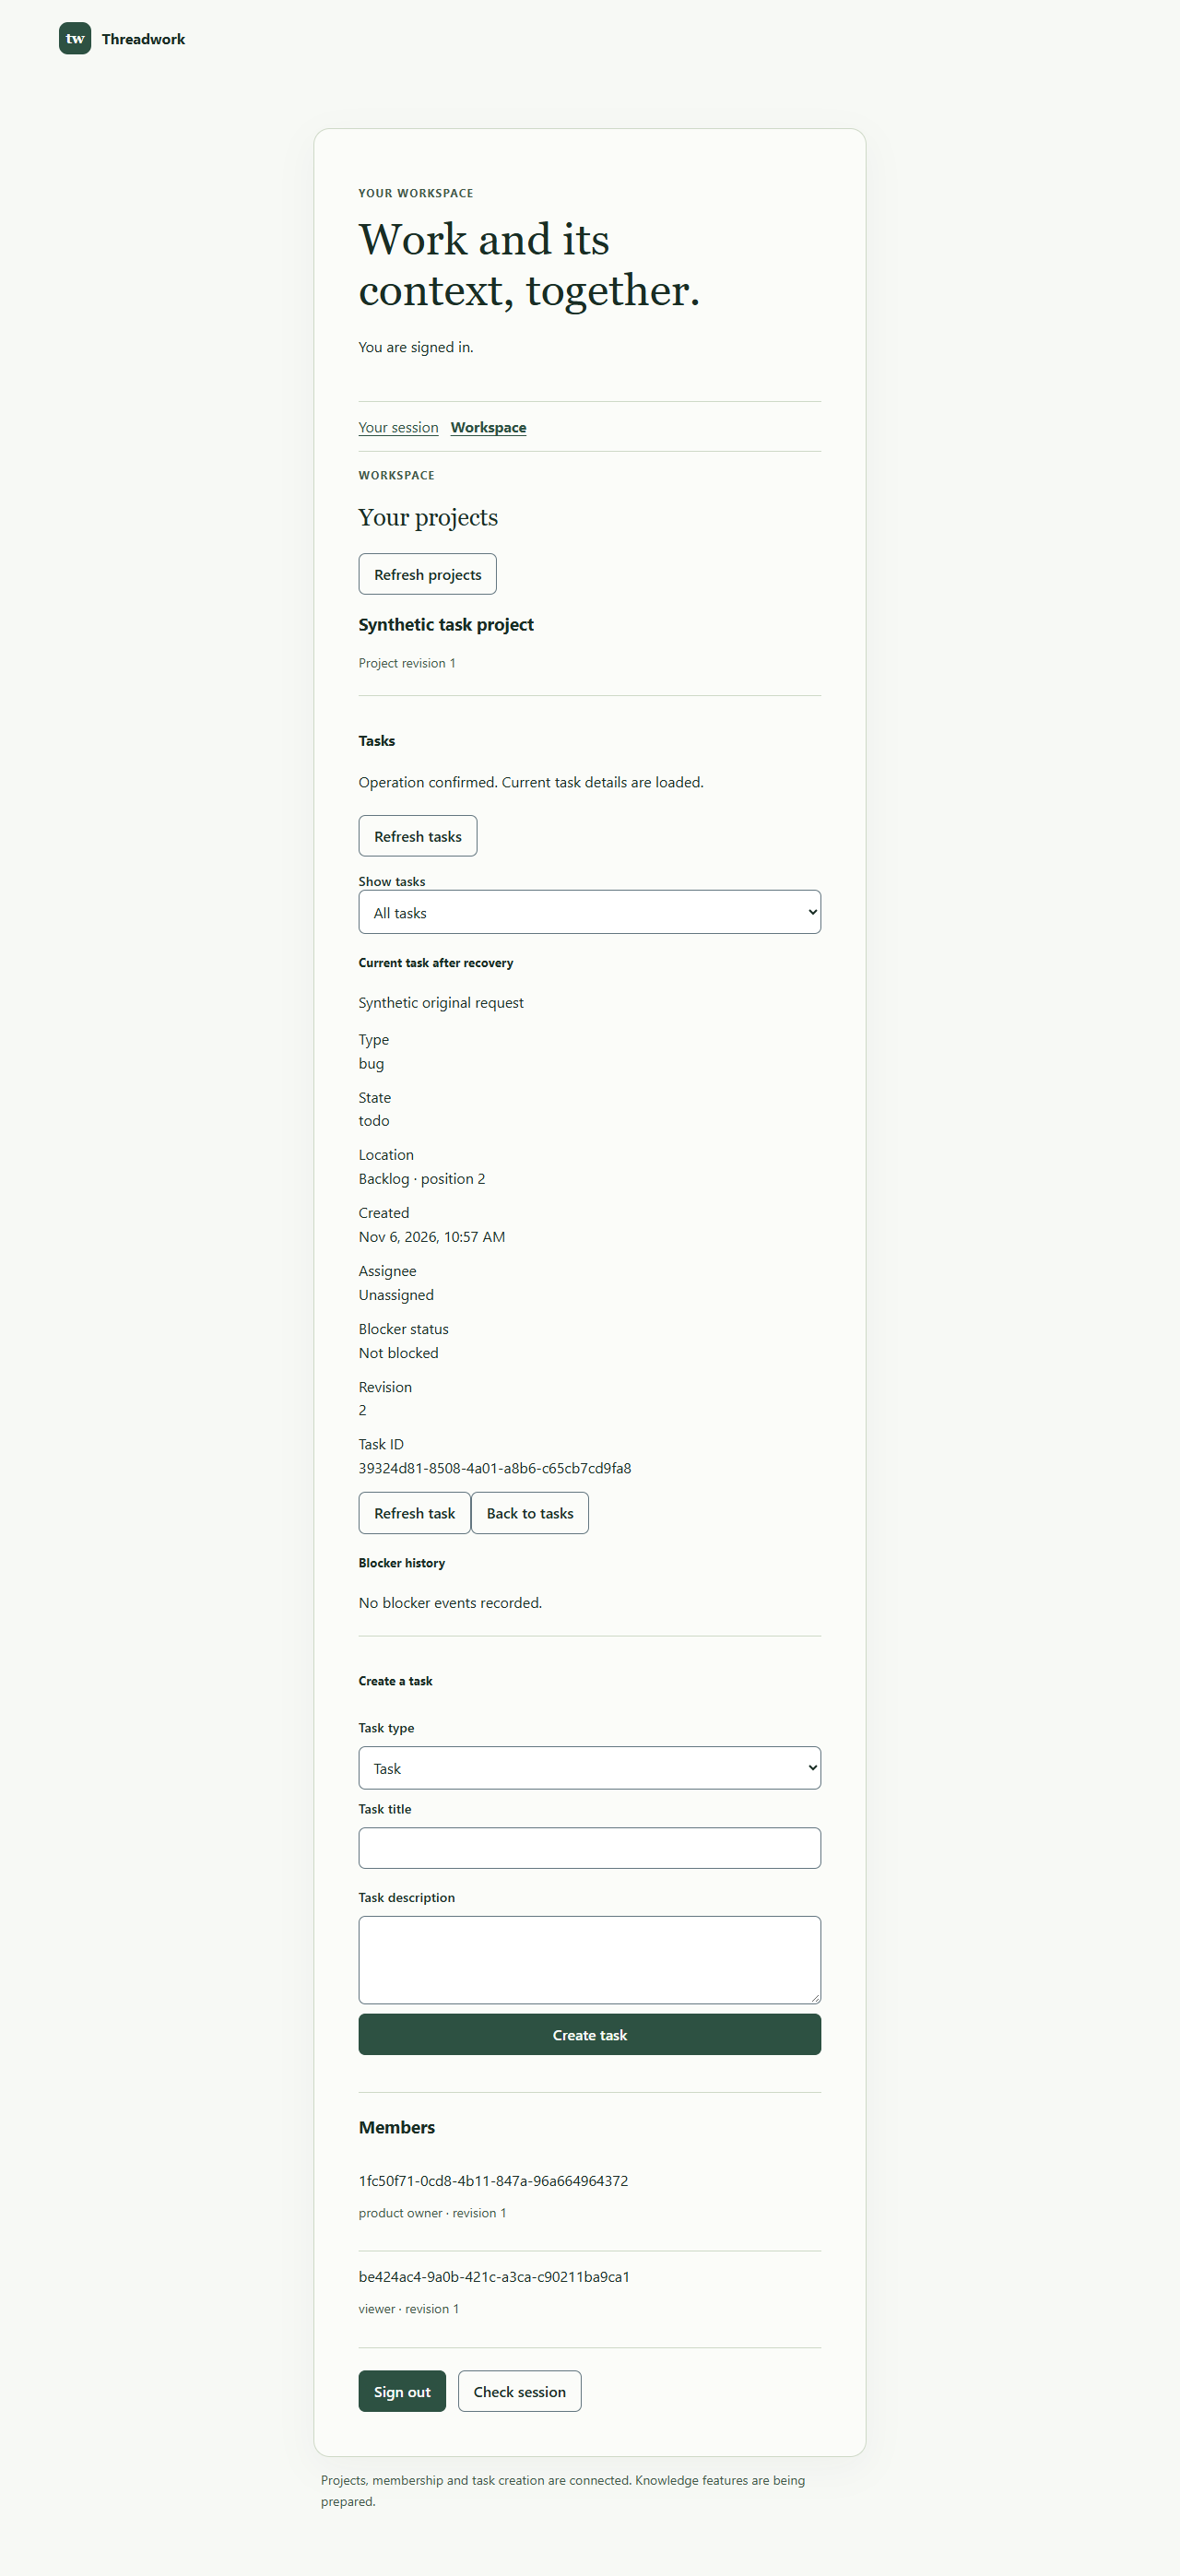 tw Threadwork
YOUR WORKSPACE
Work and its
context, together.
You are signed in.
Your session Workspace
WORKSPACE
Your projects
Refresh projects
Synthetic task project
Project revision 1
Tasks
Operation confirmed. Current task details are loaded.
Refresh tasks
Show tasks
All tasks
Current task after recovery
Synthetic original request
Type
bug
State
todo
Location
Backlog · position 2
Created
Nov 6, 2026, 10:57 AM
Assignee
Unassigned
Blocker status
Not blocked
Revision
2
Task ID
39324d81-8508-4a01-a8b6-c65cb7cd9fa8
Refresh task Back to tasks
Blocker history
No blocker events recorded.
Create a task
Task type
Task
Task title
Task description
Create task
Members
1fc50f71-0cd8-4b11-847a-96a664964372
product owner · revision 1
be424ac4-9a0b-421c-a3ca-c90211ba9ca1
viewer · revision 1
Sign out Check session
Projects, membership and task creation are connected. Knowledge features are being
prepared.